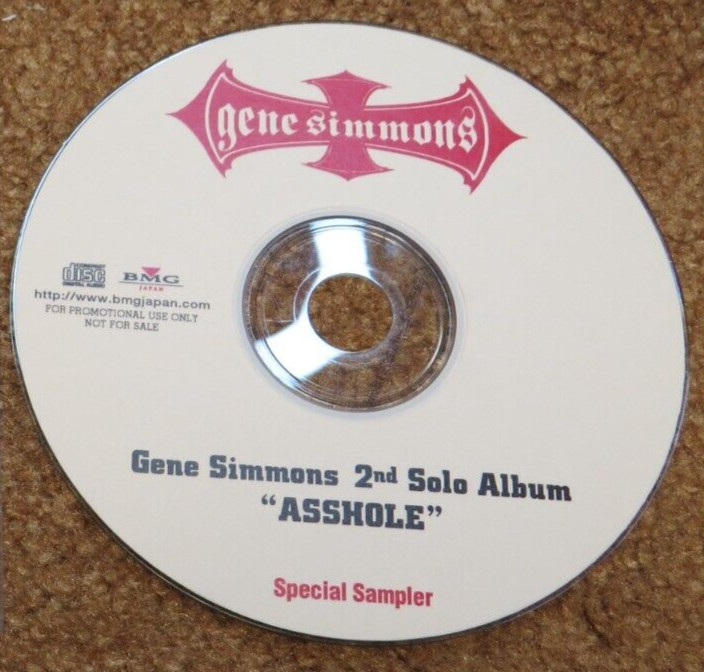 gene simmons
COMPACT
disc
DIGITAL AUDIO
BMG
JAPAN
http://www.bmgjapan.com
FOR PROMOTIONAL USE ONLY
NOT FOR SALE
Gene Simmons 2nd Solo Album
“ASSHOLE”
Special Sampler